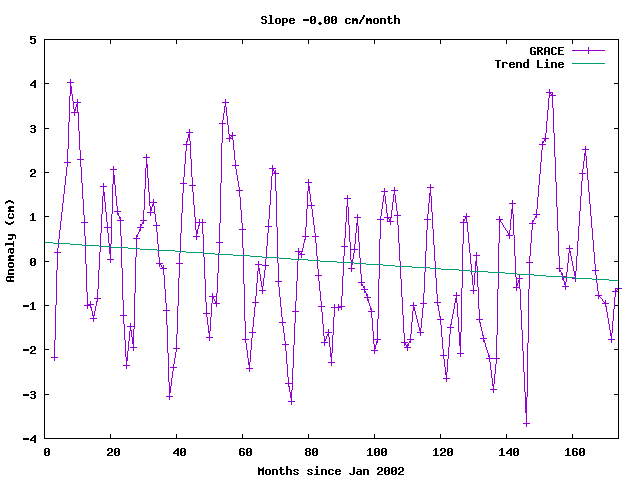 Slope -0.00 cm/month
5
GRACE
Trend Line
4
3
2
1
0
-1
-2
-3
-4
Anomaly (cm)
0 20 40 60 80 100 120 140 160
Months since Jan 2002